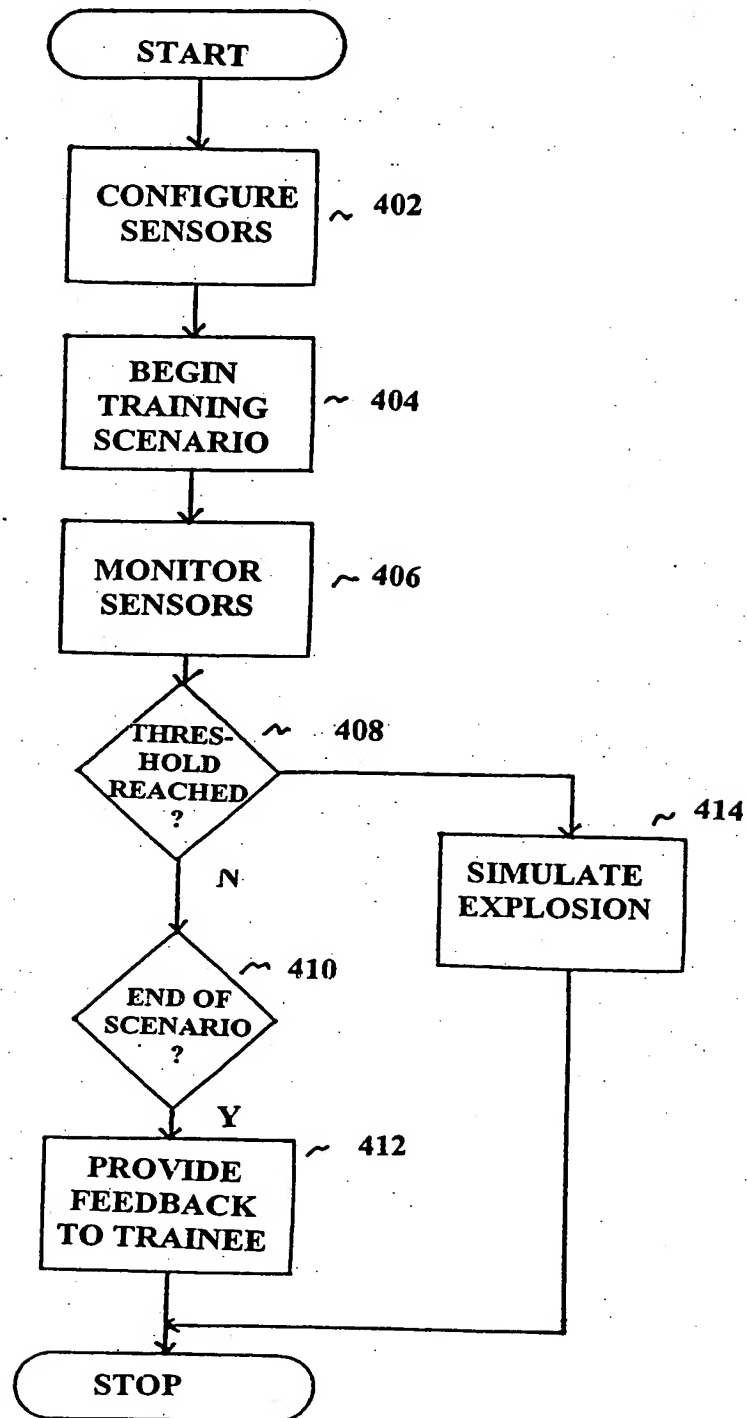 START
CONFIGURE
SENSORS
~ 402
BEGIN
TRAINING
SCENARIO
~ 404
MONITOR
SENSORS
~ 406
THRES-
HOLD
REACHED
?
~ 408
N
414
~
SIMULATE
EXPLOSION
~ 410
END OF
SCENARIO
?
Y
~ 412
PROVIDE
FEEDBACK
TO TRAINEE
STOP